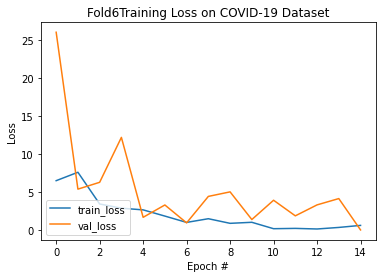 Fold6Training Loss on COVID-19 Dataset
Loss
25
20
15
10
5
0
train_loss
val_loss
0 2 4 6 8 10 12 14
Epoch #